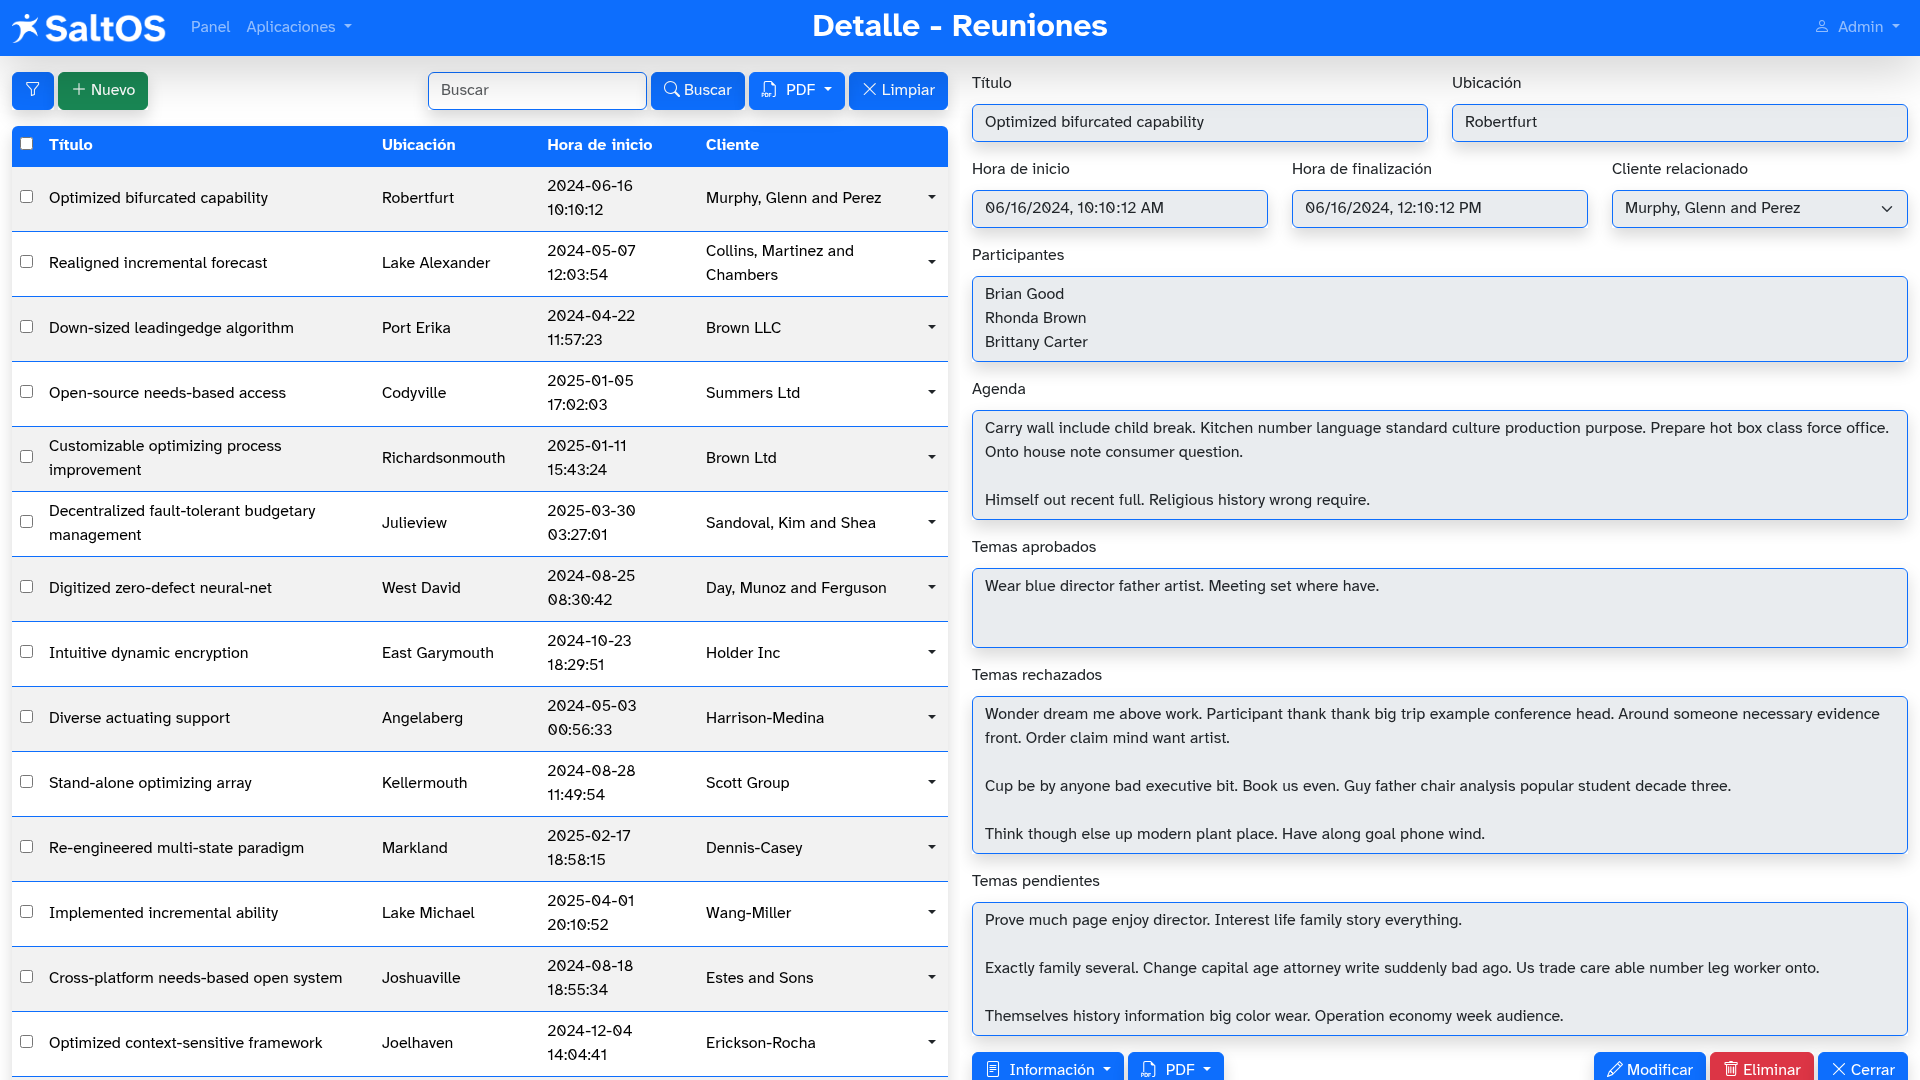 SaltOS Panel Aplicaciones
Detalle - Reuniones
Admin
Nuevo
Buscar
Buscar
PDF
Limpiar
Título Ubicación Hora de inicio Cliente
Optimized bifurcated capability Robertfurt 2024-06-16 10:10:12 Murphy, Glenn and Perez
Realigned incremental forecast Lake Alexander 2024-05-07 12:03:54 Collins, Martinez and Chambers
Down-sized leadingedge algorithm Port Erika 2024-04-22 11:57:23 Brown LLC
Open-source needs-based access Codyville 2025-01-05 17:02:03 Summers Ltd
Customizable optimizing process improvement Richardsonmouth 2025-01-11 15:43:24 Brown Ltd
Decentralized fault-tolerant budgetary management Julieview 2025-03-30 03:27:01 Sandoval, Kim and Shea
Digitized zero-defect neural-net West David 2024-08-25 08:30:42 Day, Munoz and Ferguson
Intuitive dynamic encryption East Garymouth 2024-10-23 18:29:51 Holder Inc
Diverse actuating support Angelaberg 2024-05-03 00:56:33 Harrison-Medina
Stand-alone optimizing array Kellermouth 2024-08-28 11:49:54 Scott Group
Re-engineered multi-state paradigm Markland 2025-02-17 18:58:15 Dennis-Casey
Implemented incremental ability Lake Michael 2025-04-01 20:10:52 Wang-Miller
Cross-platform needs-based open system Joshuaville 2024-08-18 18:55:34 Estes and Sons
Optimized context-sensitive framework Joelhaven 2024-12-04 14:04:41 Erickson-Rocha
Título
Optimized bifurcated capability
Ubicación
Robertfurt
Hora de inicio
06/16/2024, 10:10:12 AM
Hora de finalización
06/16/2024, 12:10:12 PM
Cliente relacionado
Murphy, Glenn and Perez
Participantes
Brian Good
Rhonda Brown
Brittany Carter
Agenda
Carry wall include child break. Kitchen number language standard culture production purpose. Prepare hot box class force office.
Onto house note consumer question.
Himself out recent full. Religious history wrong require.
Temas aprobados
Wear blue director father artist. Meeting set where have.
Temas rechazados
Wonder dream me above work. Participant thank thank big trip example conference head. Around someone necessary evidence
front. Order claim mind want artist.
Cup be by anyone bad executive bit. Book us even. Guy father chair analysis popular student decade three.
Think though else up modern plant place. Have along goal phone wind.
Temas pendientes
Prove much page enjoy director. Interest life family story everything.
Exactly family several. Change capital age attorney write suddenly bad ago. Us trade care able number leg worker onto.
Themselves history information big color wear. Operation economy week audience.
Información
PDF
Modificar
Eliminar
Cerrar